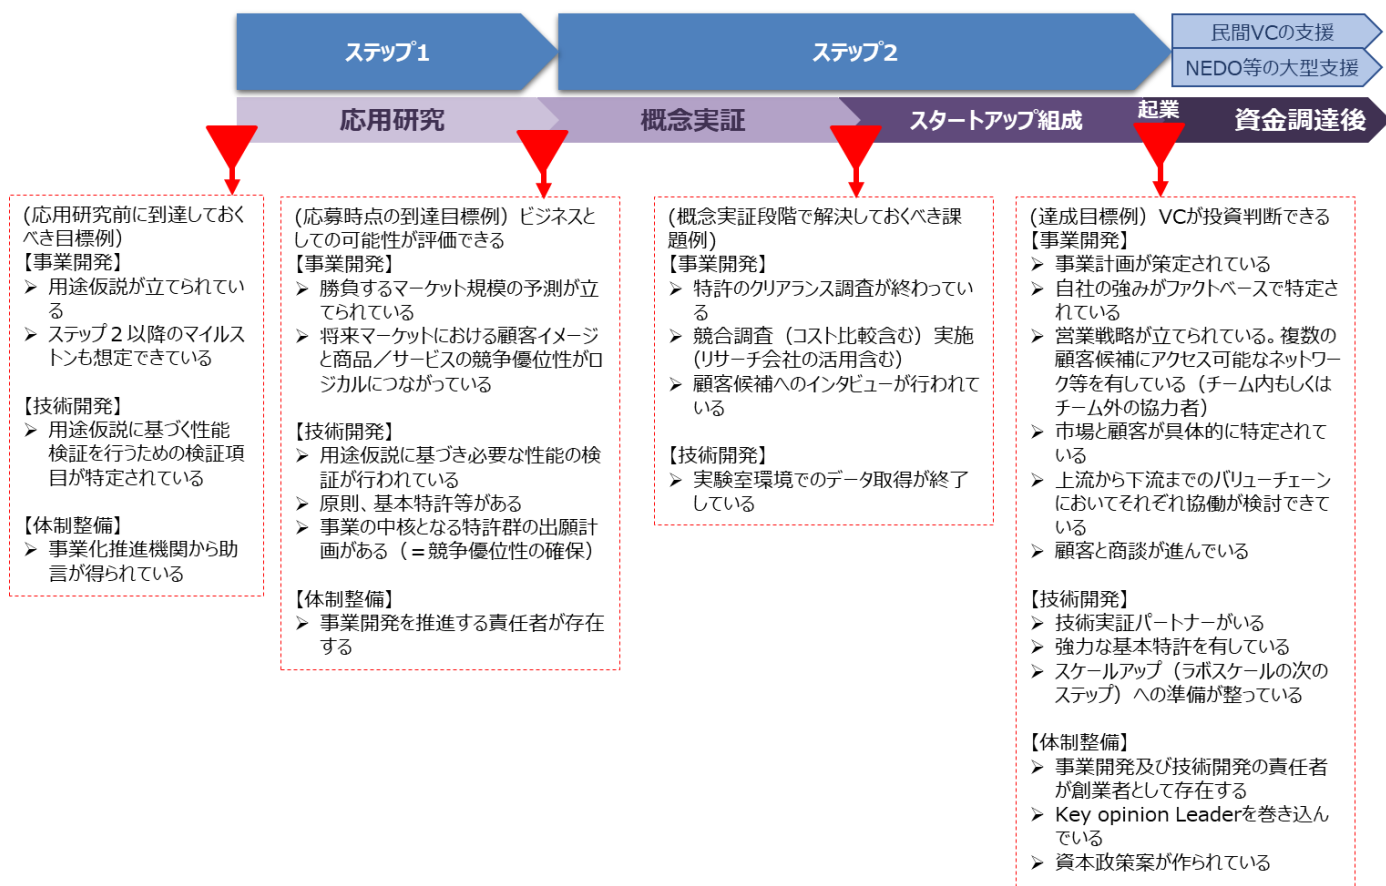 ステップ1
ステップ2
民間VCの支援
NEDO等の大型支援
応用研究
概念実証
スタートアップ組成
起業
資金調達後
(応募研究前に到達しておく
べき目標例)
【事業開発】
➢ 用途仮説が立てられてい
る
➢ ステップ２以降のマイルス
トンも想定できている
【技術開発】
➢ 用途仮説に基づく性能
検証を行うための検証項
目が特定されている
【体制整備】
➢ 事業化推進機関から助
言が得られている
(応募時点の到達目標例) ビジネスと
しての可能性が評価できる
【事業開発】
➢ 勝負するマーケット規模の予測が立
てられている
➢ 将来マーケットにおける顧客イメージ
と商品／サービスの競争優位性がロ
ジカルにつながっている
【技術開発】
➢ 用途仮説に基づき必要な性能の検
証が行われている
➢ 原則、基本特許等がある
➢ 事業の中核となる特許群の出願計
画がある（＝競争優位性の確保）
【体制整備】
➢ 事業開発を推進する責任者が存在
する
(概念実証段階で解決しておくべき課
題例)
【事業開発】
➢ 特許のクリアランス調査が終わってい
る
➢ 競合調査（コスト比較含む）実施
(リサーチ会社の活用含む)
➢ 顧客候補へのインタビューが行われて
いる
【技術開発】
➢ 実験室環境でのデータ取得が終了
している
(達成目標例) VCが投資判断できる
【事業開発】
➢ 事業計画が策定されている
➢ 自社の強みがファクトベースで特定さ
れている
➢ 営業戦略が立てられている。複数の
顧客候補にアクセス可能なネットワー
ク等を有している（チーム内もしくは
チーム外の協力者）
➢ 市場と顧客が具体的に特定されて
いる
➢ 上流から下流までのバリューチェーン
においてそれぞれ協働が検討できて
いる
➢ 顧客と商談が進んでいる
【技術開発】
➢ 技術実証パートナーがいる
➢ 強力な基本特許を有している
➢ スケールアップ（ラボスケールの次の
ステップ）への準備が整っている
【体制整備】
➢ 事業開発及び技術開発の責任者
が創業者として存在する
➢ Key opinion Leaderを巻き込ん
でいる
➢ 資本政策案が作られている